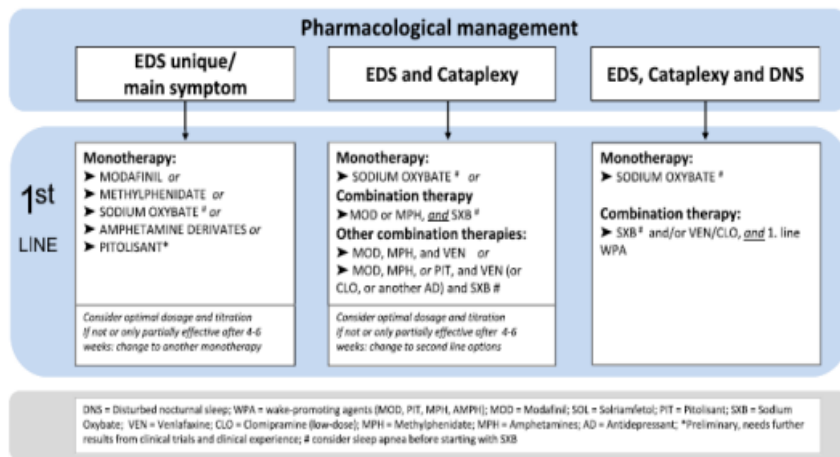 Pharmacological management
EDS unique/
main symptom
EDS and Cataplexy
EDS, Cataplexy and DNS
1st
LINE
Monotherapy:
➤ MODAFINIL or
➤ METHYLPHENIDATE or
➤ SODIUM OXYBATE # or
➤ AMPHETAMINE DERIVATES or
➤ PITOLISANT*
Consider optimal dosage and titration
If not or only partially effective after 4-6
weeks: change to another monotherapy
Monotherapy:
➤ SODIUM OXYBATE # or
Combination therapy
➤ MOD or MPH, and SXB #
Other combination therapies:
➤ MOD, MPH, and VEN or
➤ MOD, MPH, or PIT, and VEN (or
CLO, or another AD) and SXB #
Consider optimal dosage and titration
If not or only partially effective after 4-6
weeks: change to second line options
Monotherapy:
➤ SODIUM OXYBATE #
Combination therapy:
➤ SXB # and/or VEN/CLO, and 1. line
WPA
DNS = Disturbed nocturnal sleep; WPA = wake-promoting agents (MOD, PIT, MPH, AMPH); MOD = Modafinil; SOL = Solriamfetol; PIT = Pitolisant; SXB = Sodium
Oxybate; VEN = Venlafaxine; CLO = Clomipramine (low-dose); MPH = Methylphenidate; MPH = Amphetamines; AD = Antidepressant; *Preliminary, needs further
results from clinical trials and clinical experience; # consider sleep apnea before starting with SXB